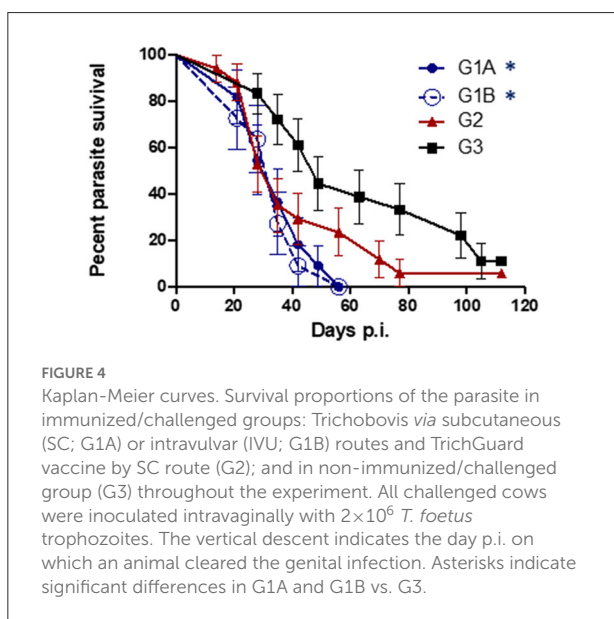 100
80
60
40
20
0
Pecent parasite suivival
0 20 40 60 80 100 120
Days p.i.
G1A *
G1B *
G2
G3
FIGURE 4
Kaplan-Meier curves. Survival proportions of the parasite in
immunized/challenged groups: Trichobovis via subcutaneous
(SC; G1A) or intravulvar (IVU; G1B) routes and TrichGuard
vaccine by SC route (G2); and in non-immunized/challenged
group (G3) throughout the experiment. All challenged cows
were inoculated intravaginally with 2×10⁶ T. foetus
trophozoites. The vertical descent indicates the day p.i. on
which an animal cleared the genital infection. Asterisks indicate
significant differences in G1A and G1B vs. G3.